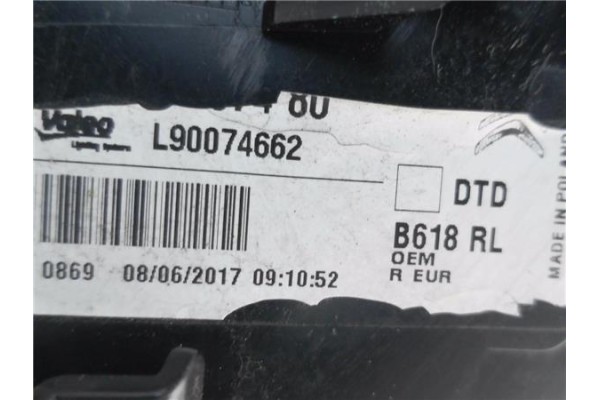 80
Valeo
Lighting Systems
L90074662
DTD
B618 RL
OEM
R EUR
0869 08/06/2017 09:10:52
MADE IN POLAND